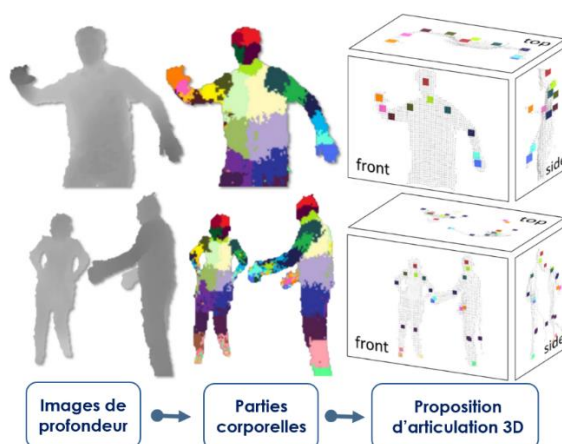 top
front
side
top
front
side
Images de
profondeur
Parties
corporelles
Proposition
d'articulation 3D